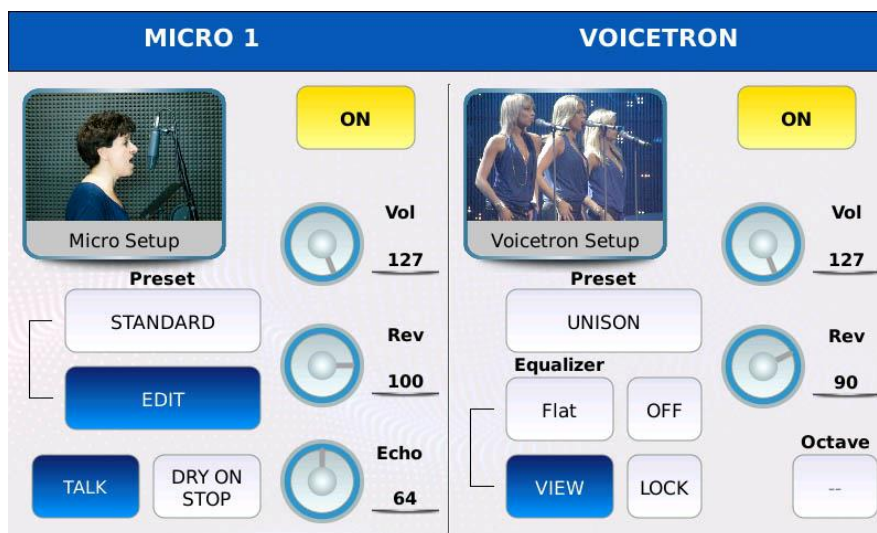 MICRO 1
ON
Vol
127
Micro Setup
Preset
STANDARD
Rev
100
EDIT
Echo
64
TALK
DRY ON
STOP
VOICETRON
ON
Vol
127
Voicetron Setup
Preset
UNISON
Rev
90
Equalizer
Flat
OFF
Octave
--
VIEW
LOCK